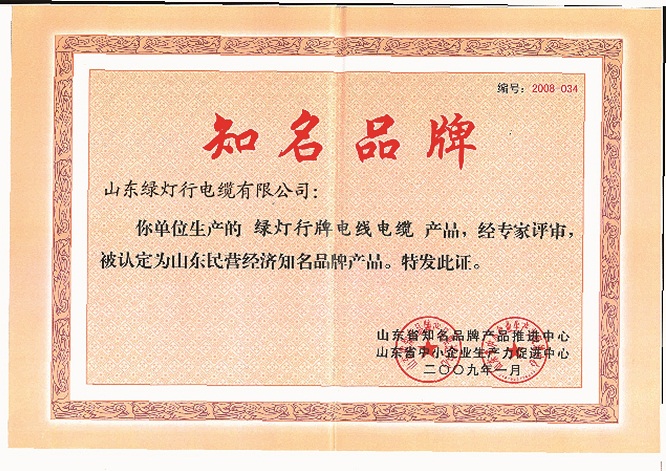 编号：2008-034
知名品牌
山东绿灯行电缆有限公司：
你单位生产的 绿灯行牌电线电缆 产品，经专家评审，
被认定为山东民营经济知名品牌产品。特发此证。
山东省知名品牌产品推进中心
山东省中小企业生产力促进中心
二〇〇九年一月